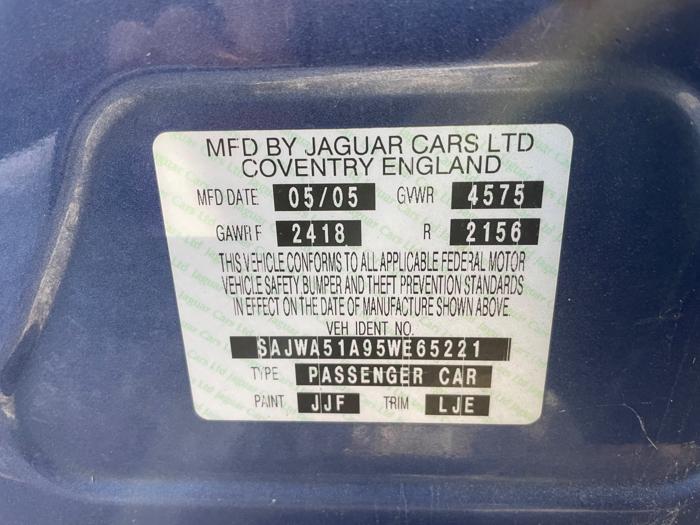 MFD BY JAGUAR CARS LTD
COVENTRY ENGLAND
MFD DATE 05/05 GVWR 4575
GAWR F 2418 R 2156
THIS VEHICLE CONFORMS TO ALL APPLICABLE FEDERAL MOTOR
VEHICLE SAFETY BUMPER AND THEFT PREVENTION STANDARDS
IN EFFECT ON THE DATE OF MANUFACTURE SHOWN ABOVE.
VEH IDENT NO.
SAJWA51A95WE65221
TYPE PASSENGER CAR
PAINT JJF TRIM LJE